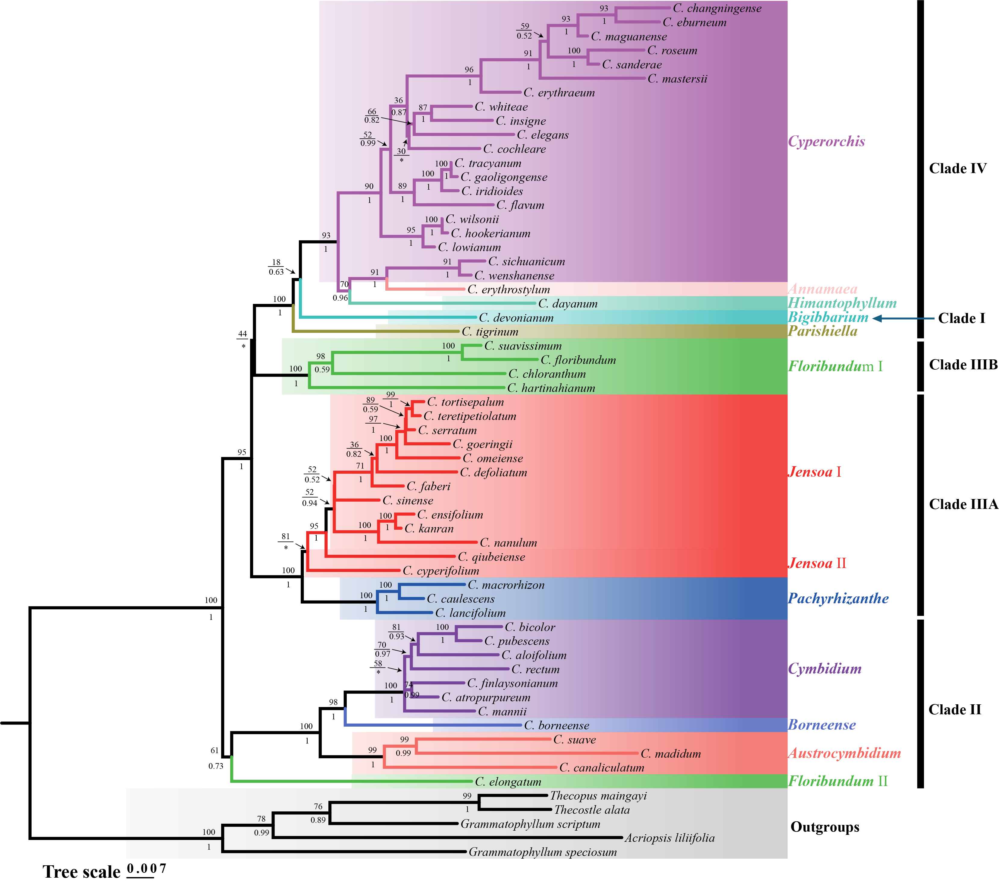 93
1
C. changningense
C. eburneum
93
1
C. maguanense
59
0.52
100
1
C. roseum
C. sanderae
91
1
C. mastersii
96
1
C. erythraeum
36
0.87
87
1
C. whiteae
C. insigne
66
0.82
C. elegans
52
0.99
30
*
C. cochleare
Cyperorchis
100
1
C. tracyanum
C. gaoligongense
100
1
C. iridioides
Clade IV
90
1
89
1
C. flavum
100
1
C. wilsonii
C. hookerianum
95
1
C. lowianum
93
1
91
1
C. sichuanicum
C. wenshanense
18
0.63
91
1
C. erythrostylum
Annamaea
70
0.96
C. dayanum
Himantophyllum
100
1
C. devonianum
Bigibbarium
Clade I
C. tigrinum
Parishiella
44
*
100
1
C. suavissimum
C. floribundum
98
0.59
C. chloranthum
Floribundum I
Clade IIIB
100
1
C. hartinahianum
99
1
C. tortisepalum
89
0.59
C. teretipetiolatum
97
1
C. serratum
100
1
C. goeringii
36
0.82
C. omeiense
95
1
71
1
C. defoliatum
Jensoa I
52
0.52
C. faberi
52
0.94
C. sinense
Clade IIIA
100
1
C. ensifolium
C. kanran
95
1
100
1
C. nanulum
81
*
C. qiubeiense
Jensoa II
C. cyperifolium
100
1
100
1
C. macrorhizon
C. caulescens
Pachyrhizanthe
100
1
C. lancifolium
100
1
81
0.93
100
1
C. bicolor
C. pubescens
70
0.97
C. aloifolium
58
*
C. rectum
Cymbidium
100
1
74
0.99
C. finlaysonianum
C. atropurpureum
98
1
C. mannii
Clade II
C. borneense
Borneense
100
1
99
0.99
C. suave
C. madidum
Austrocymbidium
99
1
C. canaliculatum
61
0.73
C. elongatum
Floribundum II
99
1
Thecopus maingayi
Thecostle alata
76
0.89
Grammatophyllum scriptum
78
0.99
Acriopsis liliifolia
Outgroups
100
1
Grammatophyllum speciosum
Tree scale 0.007